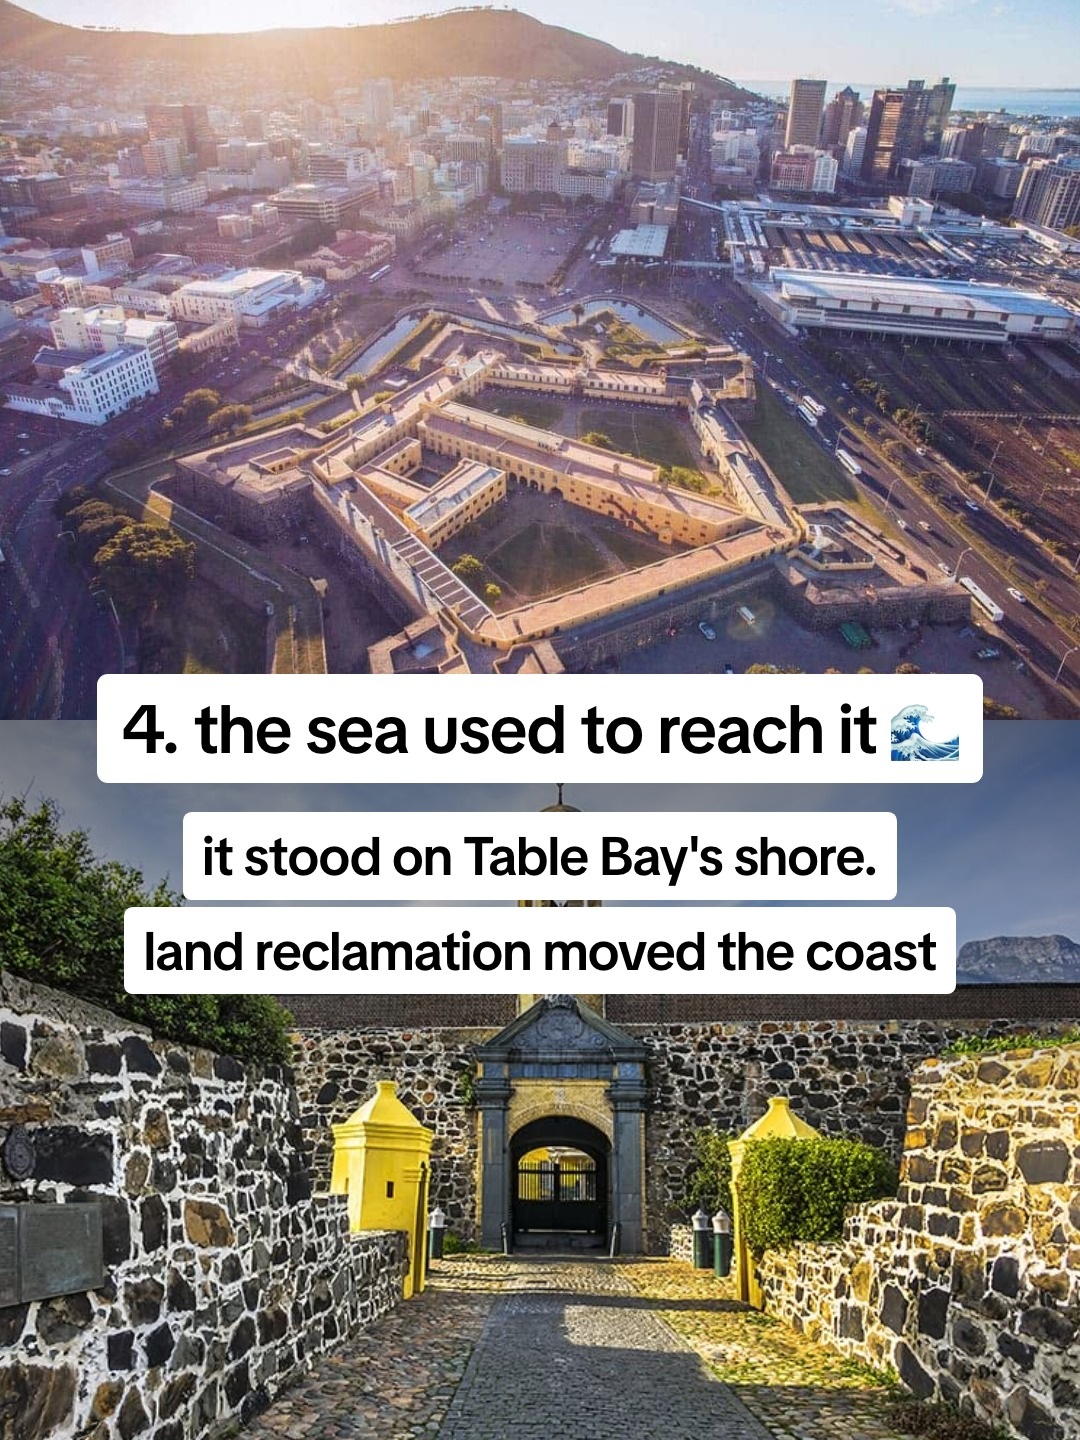 4. the sea used to reach it 🌊
it stood on Table Bay's shore.
land reclamation moved the coast